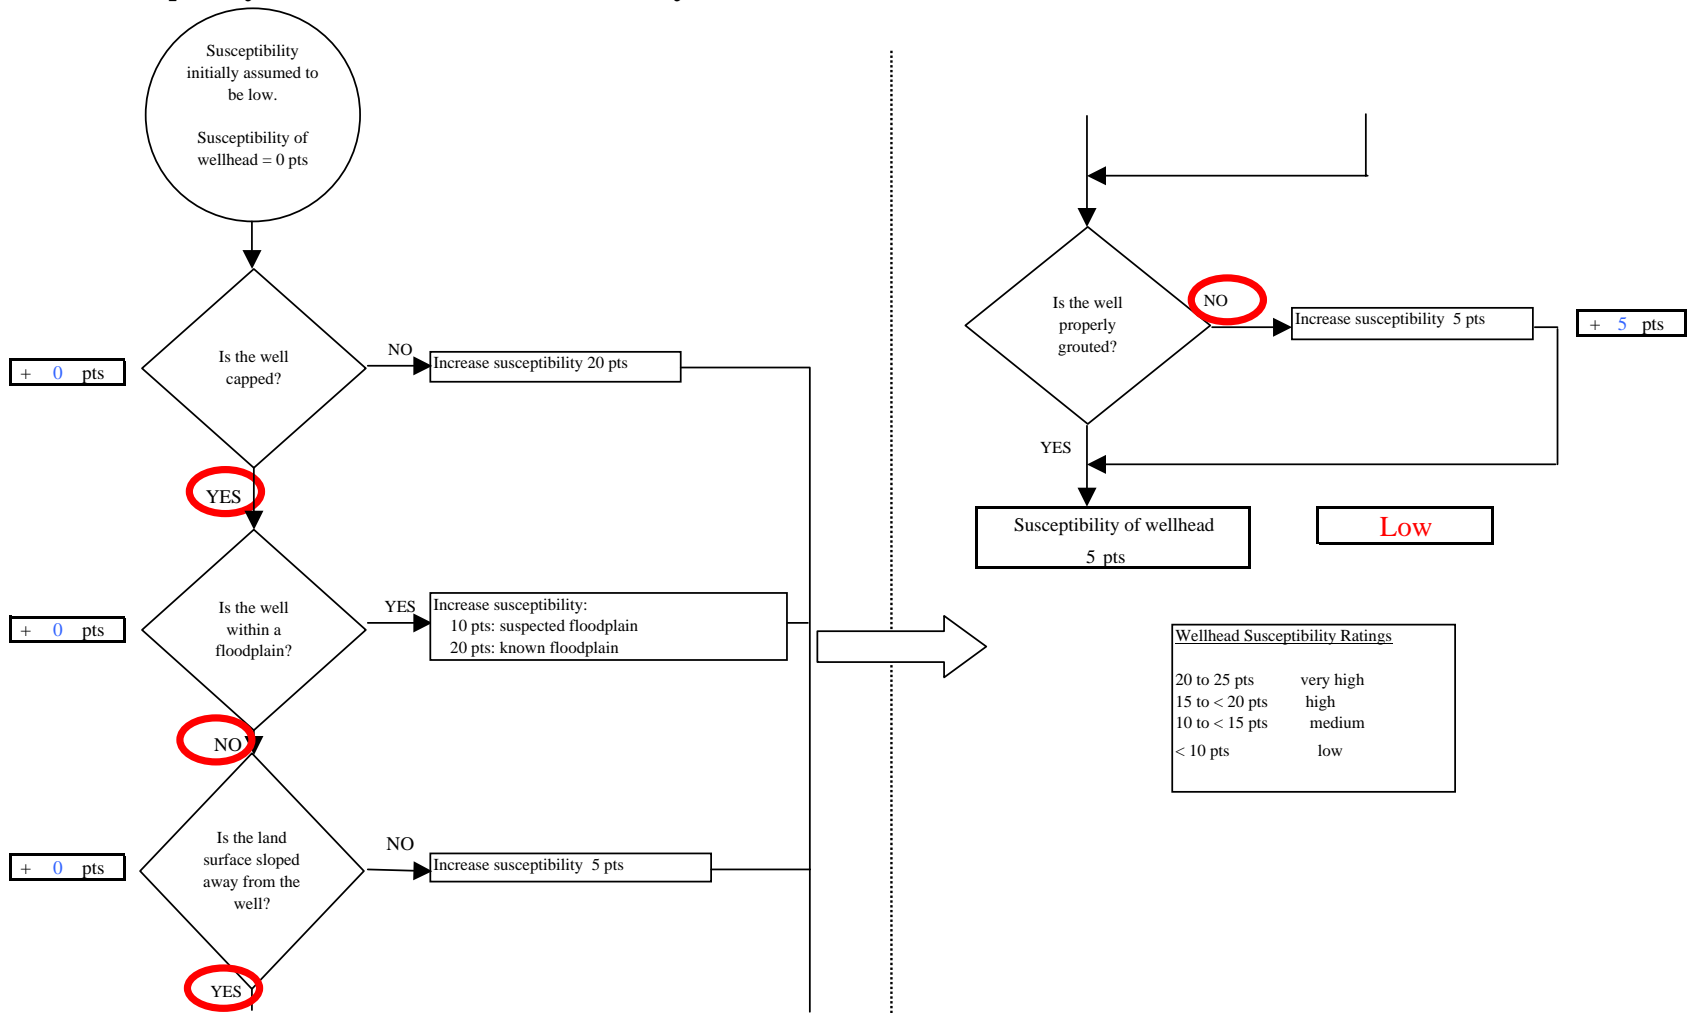 Susceptibility
initially assumed to
be low.
Susceptibility of
wellhead = 0 pts
Is the well
capped?
NO
Increase susceptibility 20 pts
+ 0 pts
YES
Is the well
within a
floodplain?
YES
Increase susceptibility:
10 pts: suspected floodplain
20 pts: known floodplain
+ 0 pts
NO
Is the land
surface sloped
away from the
well?
NO
Increase susceptibility 5 pts
+ 0 pts
YES
Is the well
properly
grouted?
NO
Increase susceptibility 5 pts
+ 5 pts
YES
Susceptibility of wellhead
5 pts
Low
Wellhead Susceptibility Ratings
20 to 25 pts very high
15 to < 20 pts high
10 to < 15 pts medium
< 10 pts low